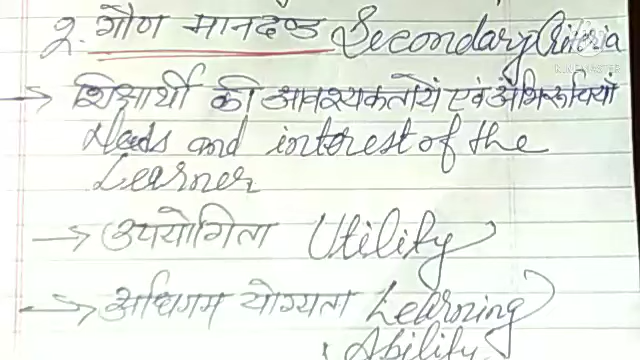 2. गौण मानदण्ड Secondary Criteria
→ शिक्षार्थी की आवश्यकतायें एवं अभिरूचियां
Needs and interest of the
Learner
→ उपयोगिता Utility
→ अधिगम योग्यता Learning
Ability